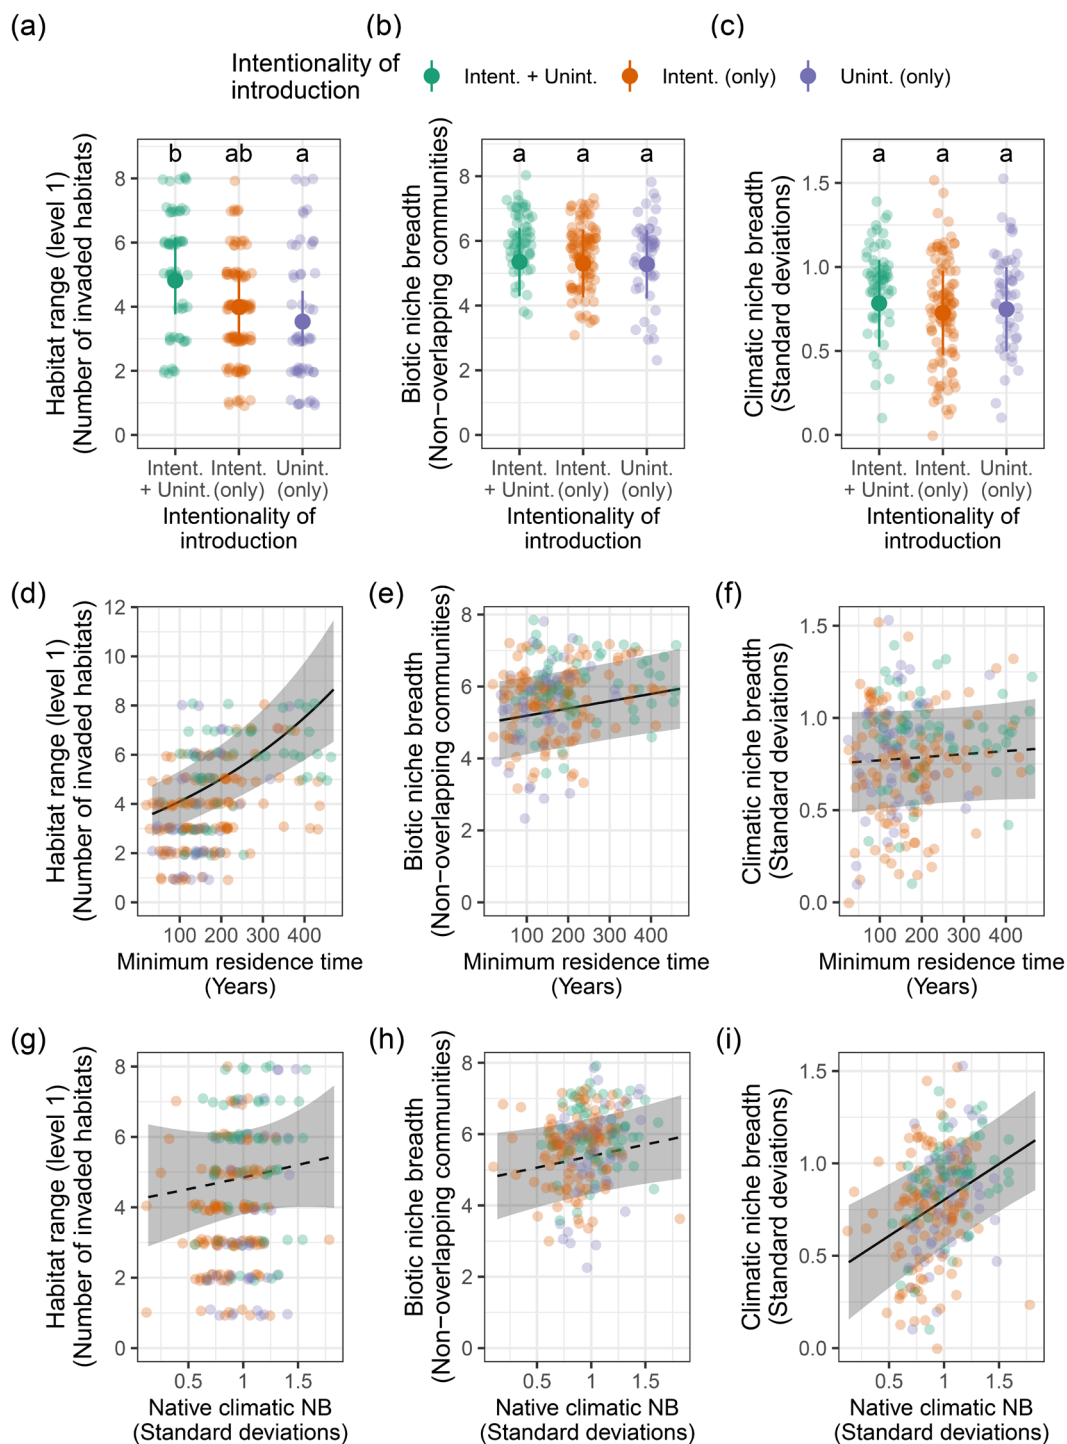 (a)
(b)
(c)
Intentionality of
introduction
Intent. + Unint.
Intent. (only)
Unint. (only)
Habitat range (level 1)
(Number of invaded habitats)
8
6
4
2
0
b
ab
a
Intent.
+ Unint.
Intent.
(only)
Unint.
(only)
Intentionality of
introduction
Biotic niche breadth
(Non−overlapping communities)
8
6
4
2
0
a
a
a
Intent.
+ Unint.
Intent.
(only)
Unint.
(only)
Intentionality of
introduction
Climatic niche breadth
(Standard deviations)
1.5
1.0
0.5
0.0
a
a
a
Intent.
+ Unint.
Intent.
(only)
Unint.
(only)
Intentionality of
introduction
(d)
Habitat range (level 1)
(Number of invaded habitats)
12
10
8
6
4
2
0
100 200 300 400
Minimum residence time
(Years)
(e)
Biotic niche breadth
(Non−overlapping communities)
8
6
4
2
0
100 200 300 400
Minimum residence time
(Years)
(f)
Climatic niche breadth
(Standard deviations)
1.5
1.0
0.5
0.0
100 200 300 400
Minimum residence time
(Years)
(g)
Habitat range (level 1)
(Number of invaded habitats)
8
6
4
2
0
0.5 1 1.5
Native climatic NB
(Standard deviations)
(h)
Biotic niche breadth
(Non−overlapping communities)
8
6
4
2
0
0.5 1 1.5
Native climatic NB
(Standard deviations)
(i)
Climatic niche breadth
(Standard deviations)
1.5
1.0
0.5
0.0
0.5 1 1.5
Native climatic NB
(Standard deviations)